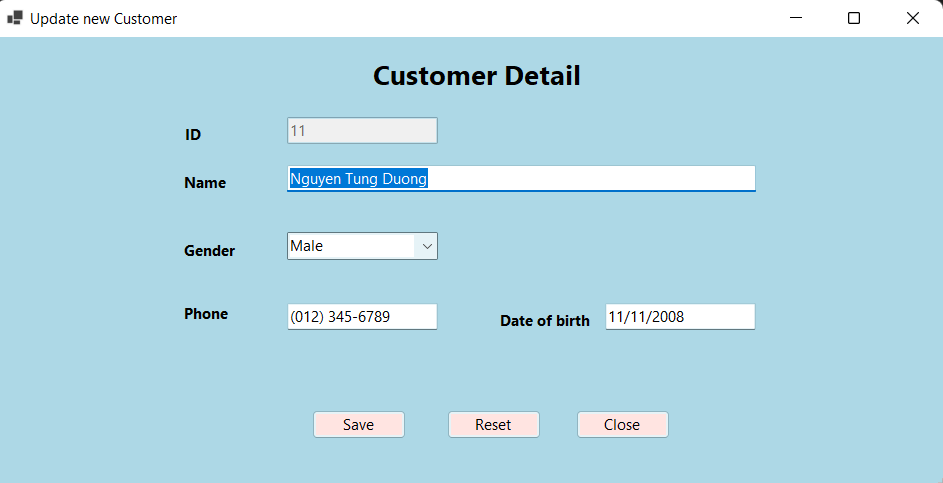 Update new Customer
Customer Detail
ID 11
Name Nguyen Tung Duong
Gender Male
Phone (012) 345-6789 Date of birth 11/11/2008
Save Reset Close